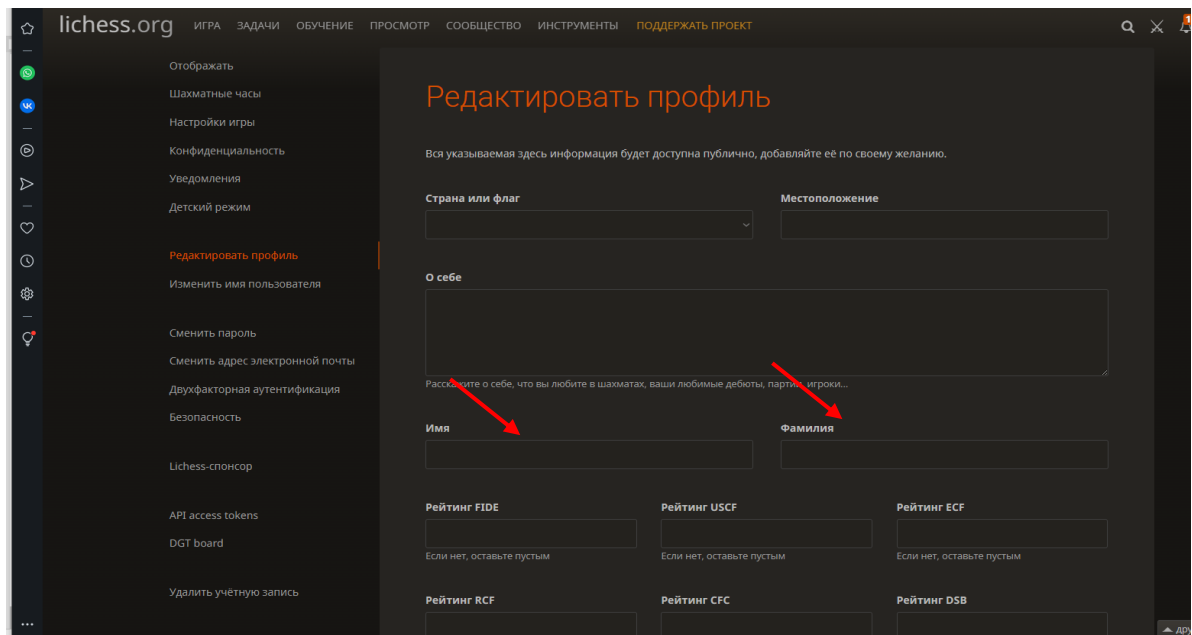 lichess.org ИГРА ЗАДАЧИ ОБУЧЕНИЕ ПРОСМОТР СООБЩЕСТВО ИНСТРУМЕНТЫ ПОДДЕРЖАТЬ ПРОЕКТ
Отображать
Шахматные часы
Настройки игры
Конфиденциальность
Уведомления
Детский режим
Редактировать профиль
Изменить имя пользователя
Сменить пароль
Сменить адрес электронной почты
Двухфакторная аутентификация
Безопасность
Lichess-спонсор
API access tokens
DGT board
Удалить учётную запись
Редактировать профиль
Вся указываемая здесь информация будет доступна публично, добавляйте её по своему желанию.
Страна или флаг Местоположение
О себе
Расскажите о себе, что вы любите в шахматах, ваши любимые дебюты, партии, игроки...
Имя Фамилия
Рейтинг FIDE Рейтинг USCF Рейтинг ECF
Если нет, оставьте пустым Если нет, оставьте пустым Если нет, оставьте пустым
Рейтинг RCF Рейтинг CFC Рейтинг DSB